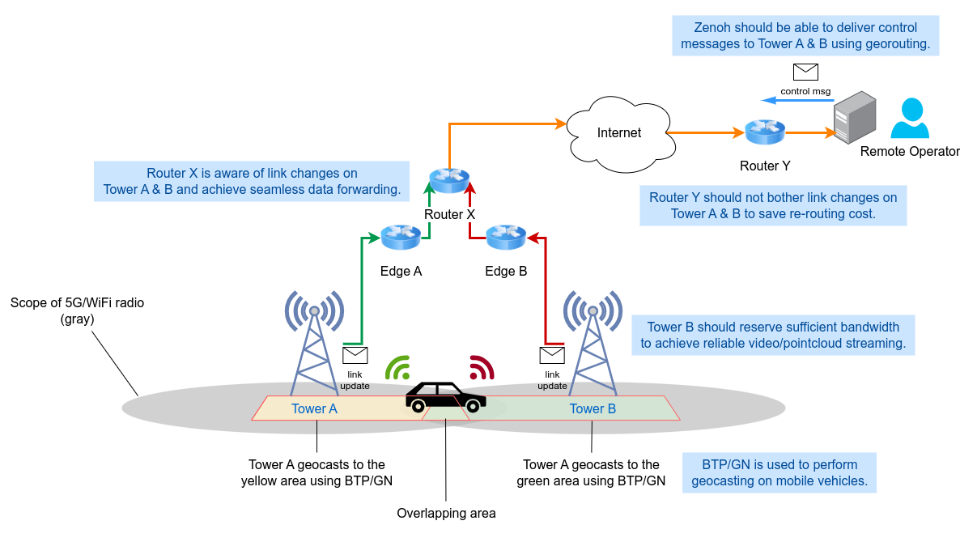 Zenoh should be able to deliver control
messages to Tower A & B using georouting.
control msg
Internet
Router Y
Remote Operator
Router X is aware of link changes on
Tower A & B and achieve seamless data forwarding.
Router X
Router Y should not bother link changes on
Tower A & B to save re-routing cost.
Edge A
Edge B
Scope of 5G/WiFi radio
(gray)
Tower B should reserve sufficient bandwidth
to achieve reliable video/pointcloud streaming.
link
update
link
update
Tower A
Tower B
Tower A geocasts to the
yellow area using BTP/GN
Tower A geocasts to the
green area using BTP/GN
BTP/GN is used to perform
geocasting on mobile vehicles.
Overlapping area